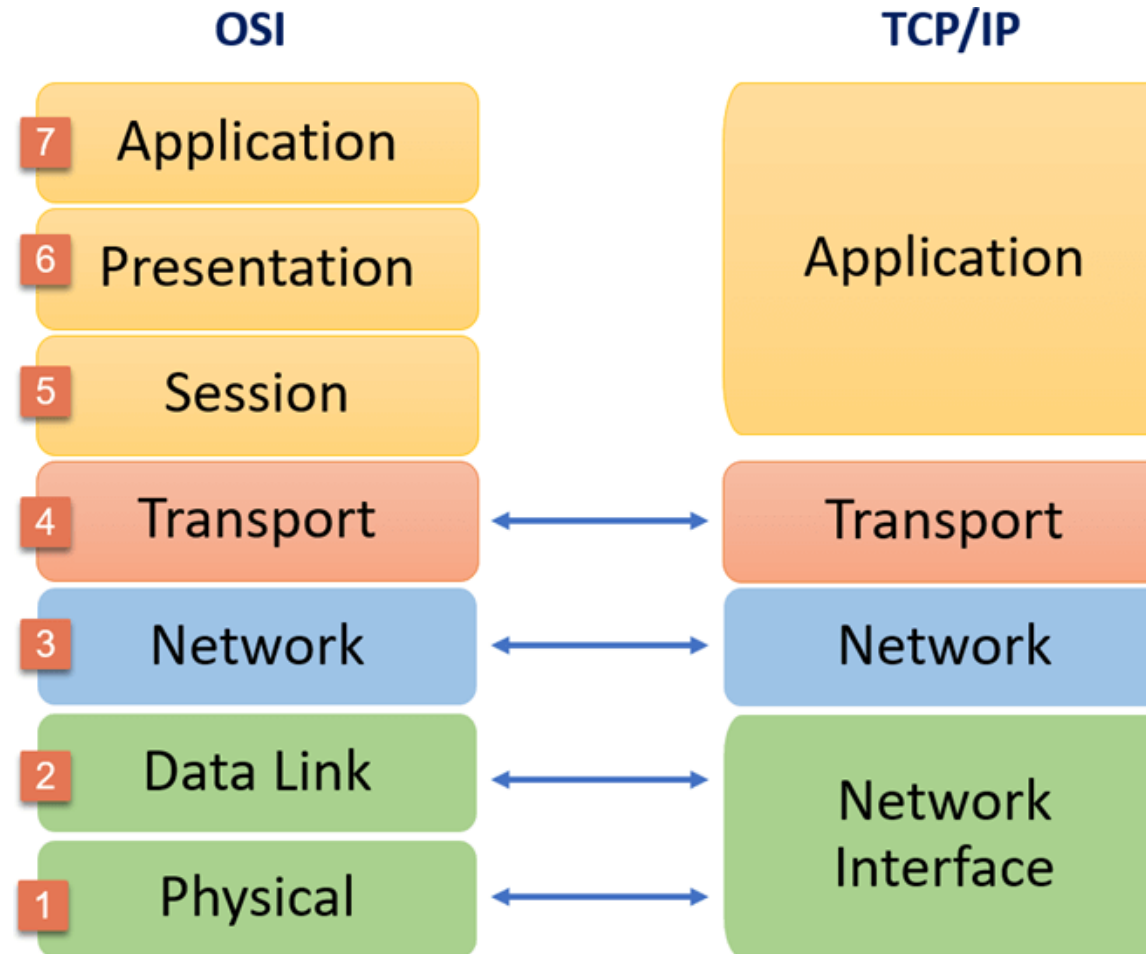 OSI
TCP/IP
7
Application
6
Presentation
5
Session
Application
4
Transport
Transport
3
Network
Network
2
Data Link
1
Physical
Network
Interface